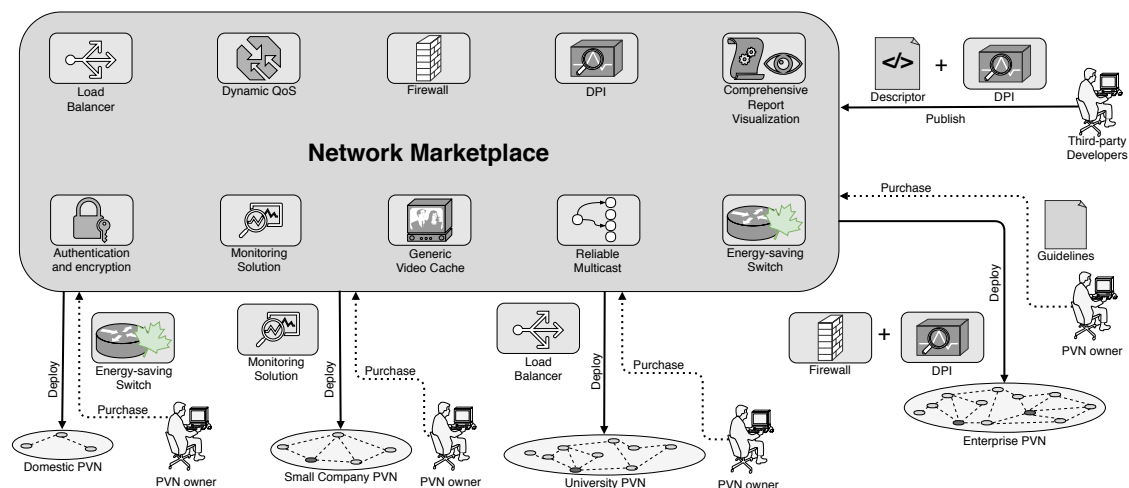 Load
Balancer
Dynamic QoS
Firewall
DPI
Comprehensive
Report
Visualization
</>
Descriptor
+
DPI
Publish
Third-party
Developers
Network Marketplace
Authentication
and encryption
Monitoring
Solution
Generic
Video Cache
Reliable
Multicast
Energy-saving
Switch
Purchase
Guidelines
Deploy
PVN owner
Firewall
+
DPI
Enterprise PVN
Deploy
Energy-saving
Switch
Purchase
Domestic PVN
PVN owner
Monitoring
Solution
Deploy
Purchase
Small Company PVN
PVN owner
Load
Balancer
Deploy
Purchase
University PVN
PVN owner